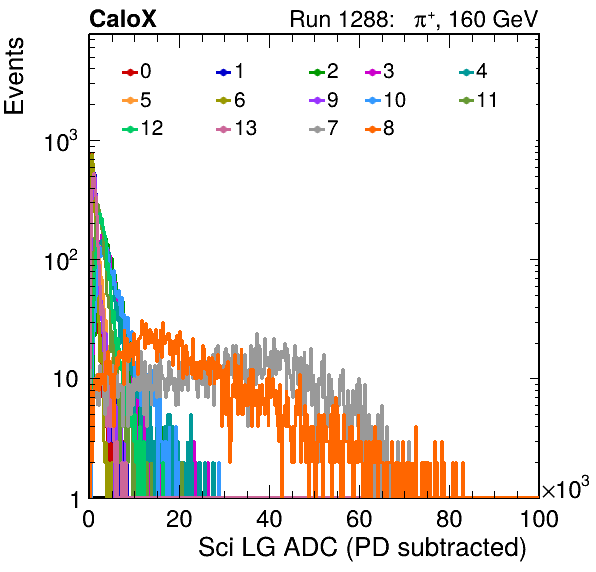 CaloX Run 1288: π⁺, 160 GeV
Events
0 1 2 3 4
5 6 9 10 11
12 13 7 8
10³
10²
10
1
0 20 40 60 80 100
×10³
Sci LG ADC (PD subtracted)